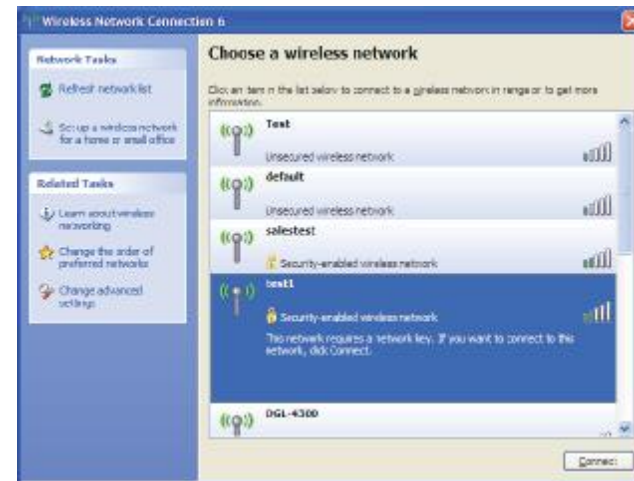 Wireless Network Connection 6
Network Tasks
Refresh network list
Set up a wireless network
for a home or small office
Related Tasks
Learn about wireless
networking
Change the order of
preferred networks
Change advanced
settings
Choose a wireless network
Click an item in the list below to connect to a wireless network in range or to get more
information.
Test
Unsecured wireless network
default
Unsecured wireless network
salestest
Security-enabled wireless network
test1
Security-enabled wireless network
This network requires a network key. If you want to connect to this
network, click Connect.
DGL-4300
Connect